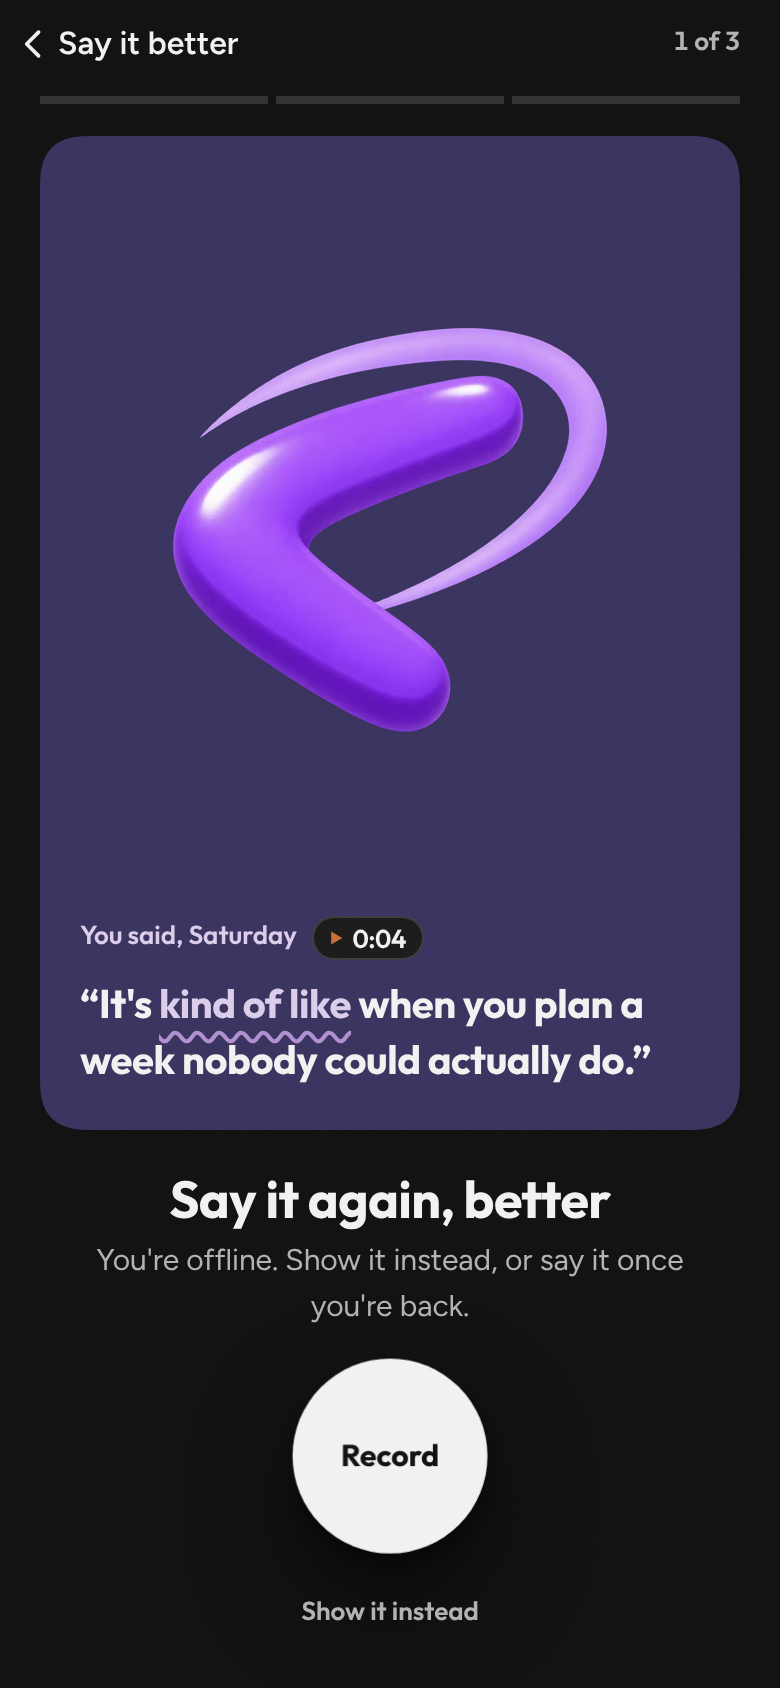 Say it better
1 of 3
You said, Saturday
0:04
“It's kind of like when you plan a
week nobody could actually do.”
Say it again, better
You're offline. Show it instead, or say it once
you're back.
Record
Show it instead